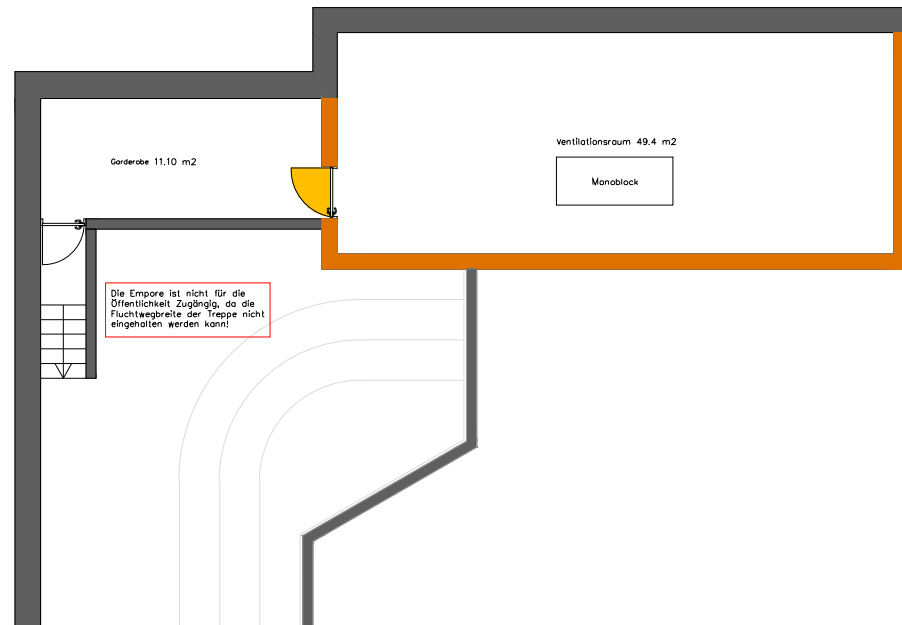 Ventilationsraum 49.4 m2
Monoblock
Garderobe 11.10 m2
Die Empore ist nicht für die
Öffentlichkeit Zugängig, da die
Fluchtwegbreite der Treppe nicht
eingehalten werden kann!